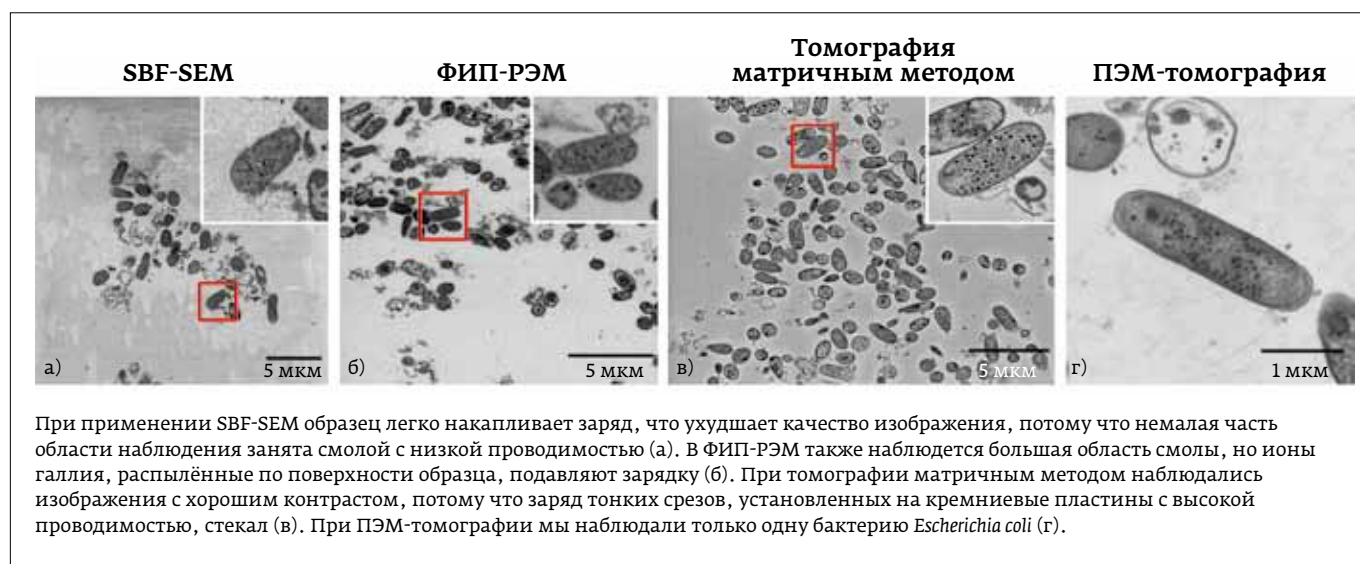 SBF-SEM
ФИП-РЭМ
Томография
матричным методом
ПЭМ-томография
а)
5 мкм
б)
5 мкм
в)
5 мкм
г)
1 мкм
При применении SBF-SEM образец легко накапливает заряд, что ухудшает качество изображения, потому что немалая часть
области наблюдения занята смолой с низкой проводимостью (а). В ФИП-РЭМ также наблюдется большая область смолы, но ионы
галлия, распылённые по поверхности образца, подавляют зарядку (б). При томографии матричным методом наблюдались
изображения с хорошим контрастом, потому что заряд тонких срезов, установленных на кремниевые пластины с высокой
проводимостью, стекал (в). При ПЭМ-томографии мы наблюдали только одну бактерию Escherichia coli (г).